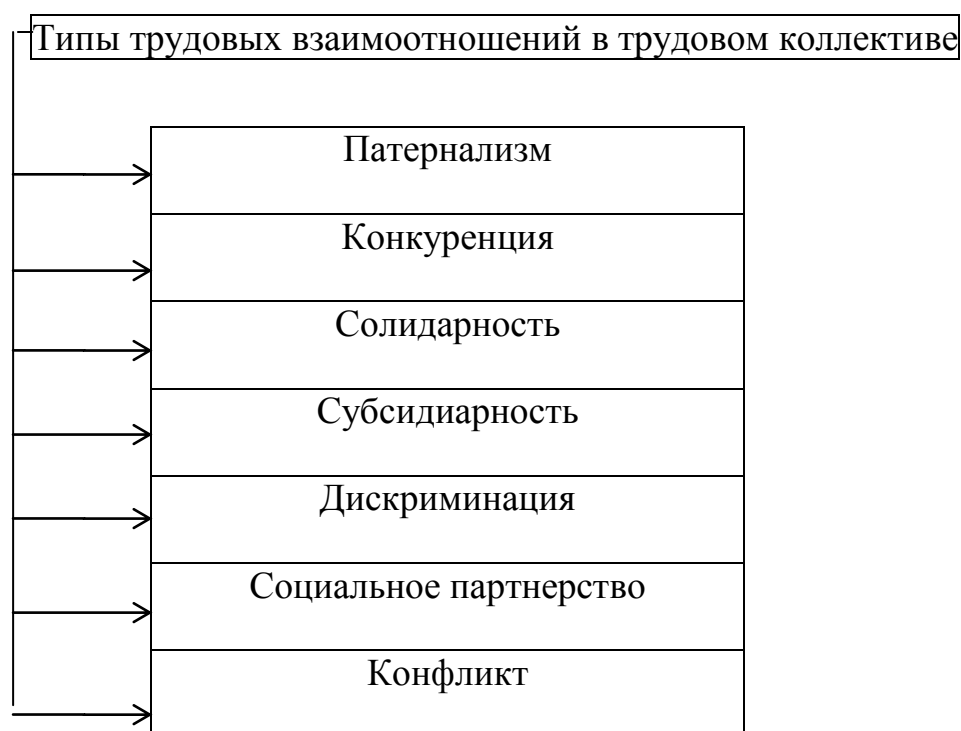 Типы трудовых взаимоотношений в трудовом коллективе
Патернализм
Конкуренция
Солидарность
Субсидиарность
Дискриминация
Социальное партнерство
Конфликт